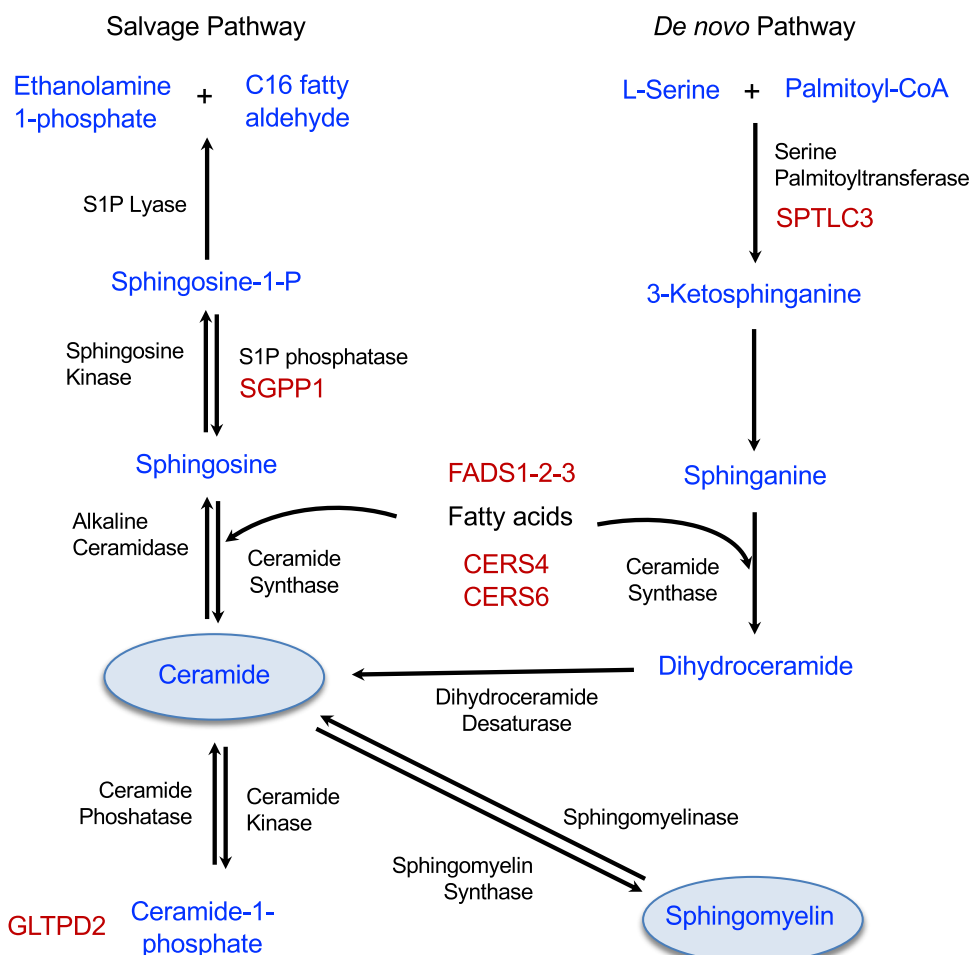 Salvage Pathway
De novo Pathway
Ethanolamine
1-phosphate
+
C16 fatty
aldehyde
L-Serine + Palmitoyl-CoA
Serine
Palmitoyltransferase
SPTLC3
S1P Lyase
Sphingosine-1-P
3-Ketosphinganine
Sphingosine
Kinase
S1P phosphatase
SGPP1
Sphingosine
FADS1-2-3
Sphinganine
Fatty acids
Alkaline
Ceramidase
Ceramide
Synthase
CERS4
CERS6
Ceramide
Synthase
Ceramide
Dihydroceramide
Dihydroceramide
Desaturase
Ceramide
Phoshatase
Ceramide
Kinase
Sphingomyelinase
Sphingomyelin
Synthase
GLTPD2
Ceramide-1-
phosphate
Sphingomyelin